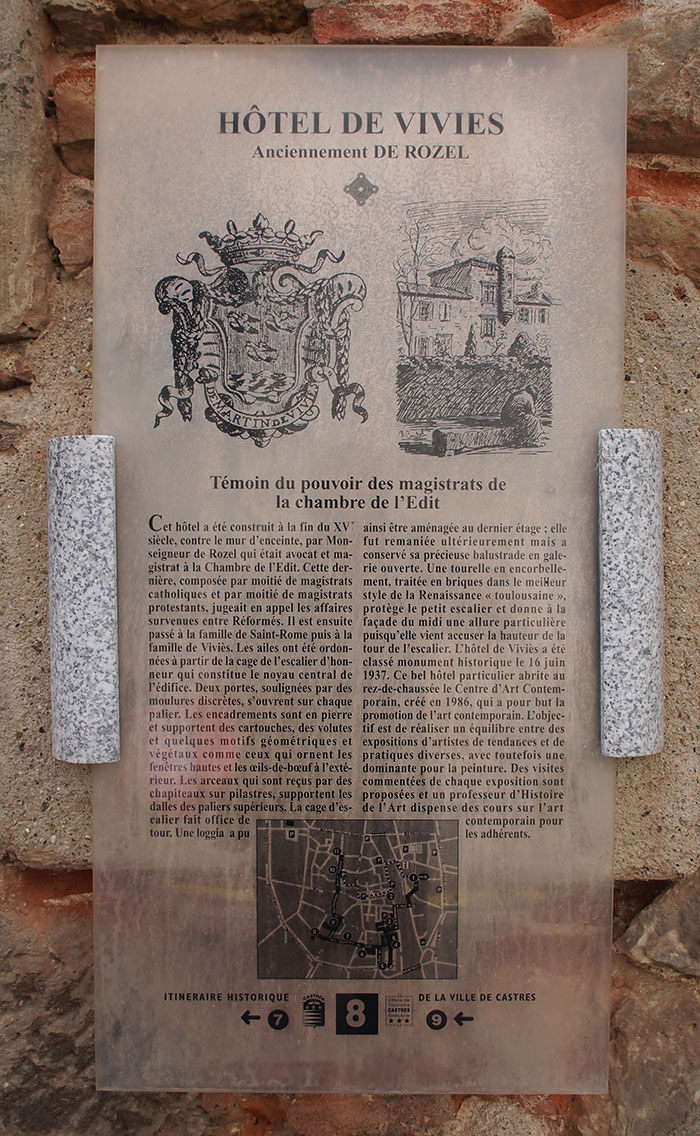 HÔTEL DE VIVIES
Anciennement DE ROZEL
DE MARTIN DE VIVIE
Témoin du pouvoir des magistrats de
la chambre de l'Edit
Cet hôtel a été construit à la fin du XVᵉ
siècle, contre le mur d'enceinte, par Mon-
seigneur de Rozel qui était avocat et ma-
gistrat à la Chambre de l'Edit. Cette der-
nière, composée par moitié de magistrats
catholiques et par moitié de magistrats
protestants, jugeait en appel les affaires
survenues entre Réformés. Il est ensuite
passé à la famille de Saint-Rome puis à la
famille de Viviès. Les ailes ont été ordon-
nées à partir de la cage de l'escalier d'hon-
neur qui constitue le noyau central de
l'édifice. Deux portes, soulignées par des
moulures discrètes, s'ouvrent sur chaque
palier. Les encadrements sont en pierre
et supportent des cartouches, des volutes
et quelques motifs géométriques et
végétaux comme ceux qui ornent les
fenêtres hautes et les œils-de-bœuf à l'exté-
rieur. Les arceaux qui sont reçus par des
chapiteaux sur pilastres, supportent les
dalles des paliers supérieurs. La cage d'es-
calier fait office de
tour. Une loggia a pu
ainsi être aménagée au dernier étage ; elle
fut remaniée ultérieurement mais a
conservé sa précieuse balustrade en gale-
rie ouverte. Une tourelle en encorbelle-
ment, traitée en briques dans le meilleur
style de la Renaissance « toulousaine »,
protège le petit escalier et donne à la
façade du midi une allure particulière
puisqu'elle vient accuser la hauteur de la
tour de l'escalier. L'hôtel de Viviès a été
classé monument historique le 16 juin
1937. Ce bel hôtel particulier abrite au
rez-de-chaussée le Centre d'Art Contem-
porain, créé en 1986, qui a pour but la
promotion de l'art contemporain. L'objec-
tif est de réaliser un équilibre entre des
expositions d'artistes de tendances et de
pratiques diverses, avec toutefois une
dominante pour la peinture. Des visites
commentées de chaque exposition sont
proposées et un professeur d'Histoire
de l'Art dispense des cours sur l'art
contemporain pour
les adhérents.
ITINERAIRE HISTORIQUE
DE LA VILLE DE CASTRES
← 7
CASTRES
8
CASTRES
9 ←